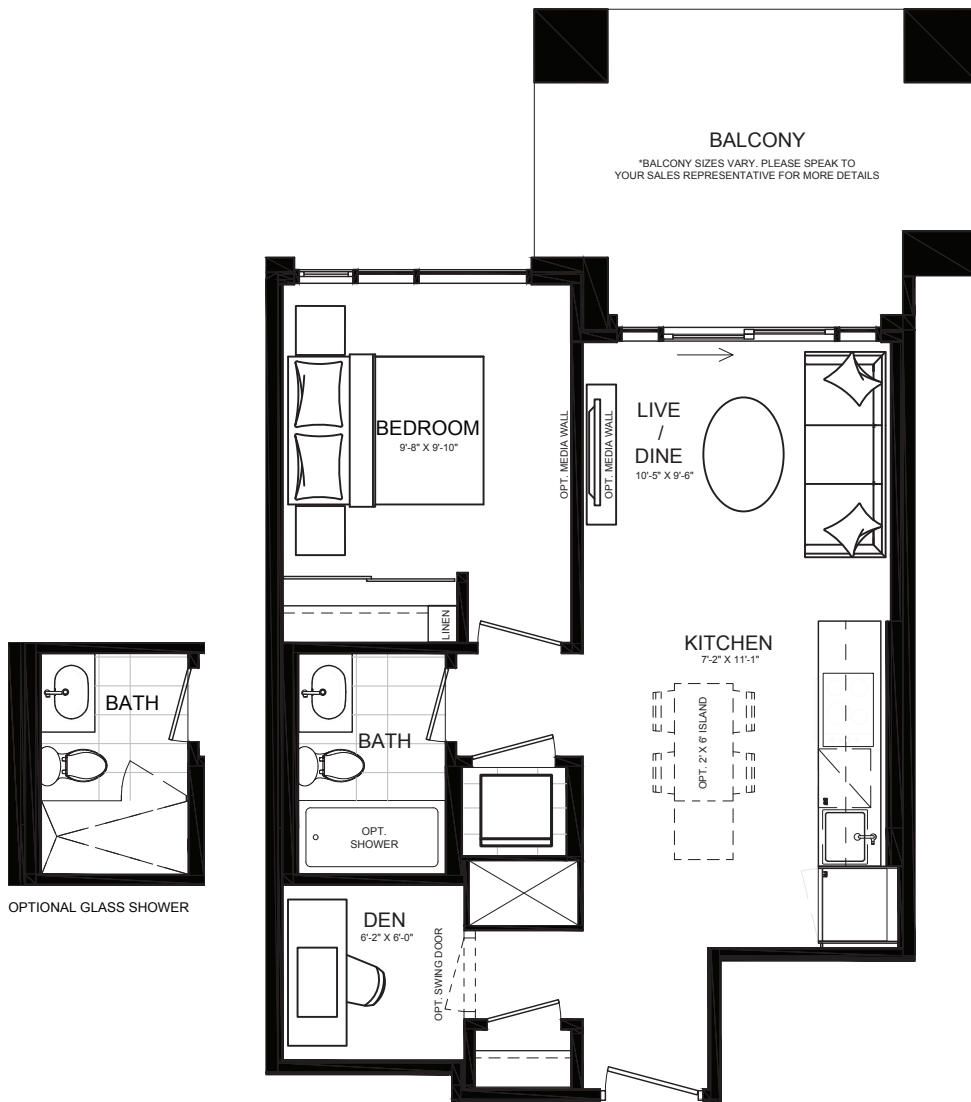 BALCONY
*BALCONY SIZES VARY. PLEASE SPEAK TO
YOUR SALES REPRESENTATIVE FOR MORE DETAILS
BEDROOM
9'-8" X 9'-10"
OPT. MEDIA WALL
OPT. MEDIA WALL
LIVE
/
DINE
10'-5" X 9'-6"
LINEN
KITCHEN
7'-2" X 11'-1"
OPT. 2' X 6' ISLAND
BATH
BATH
OPT.
SHOWER
OPTIONAL GLASS SHOWER
DEN
6'-2" X 6'-0"
OPT. SWING DOOR